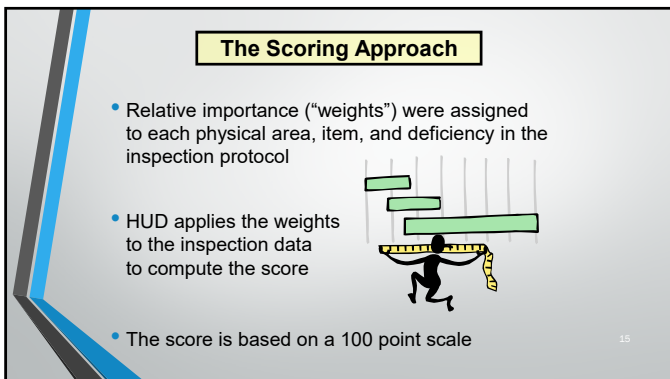 The Scoring Approach
• Relative importance (“weights”) were assigned
to each physical area, item, and deficiency in the
inspection protocol
• HUD applies the weights
to the inspection data
to compute the score
• The score is based on a 100 point scale
15